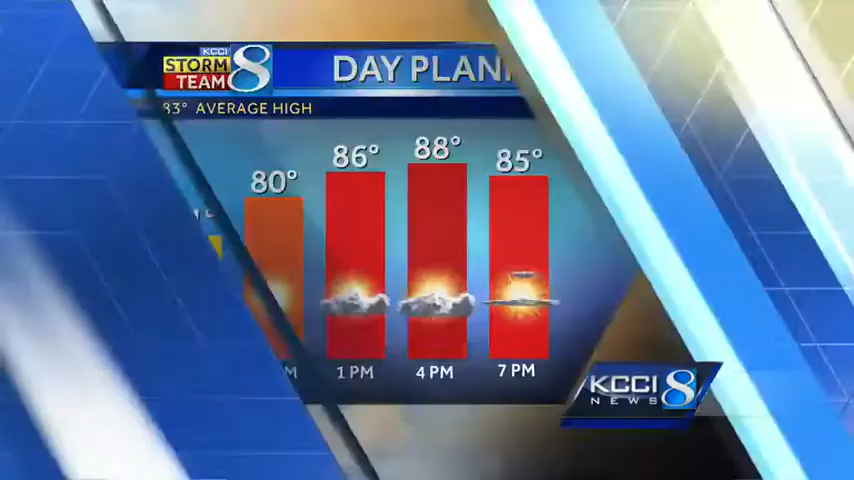 KCCI
STORM
TEAM
8
DAY PLAN
83° AVERAGE HIGH
80°
86°
88°
85°
M
1 PM
4 PM
7 PM
KCCI
NEWS
8